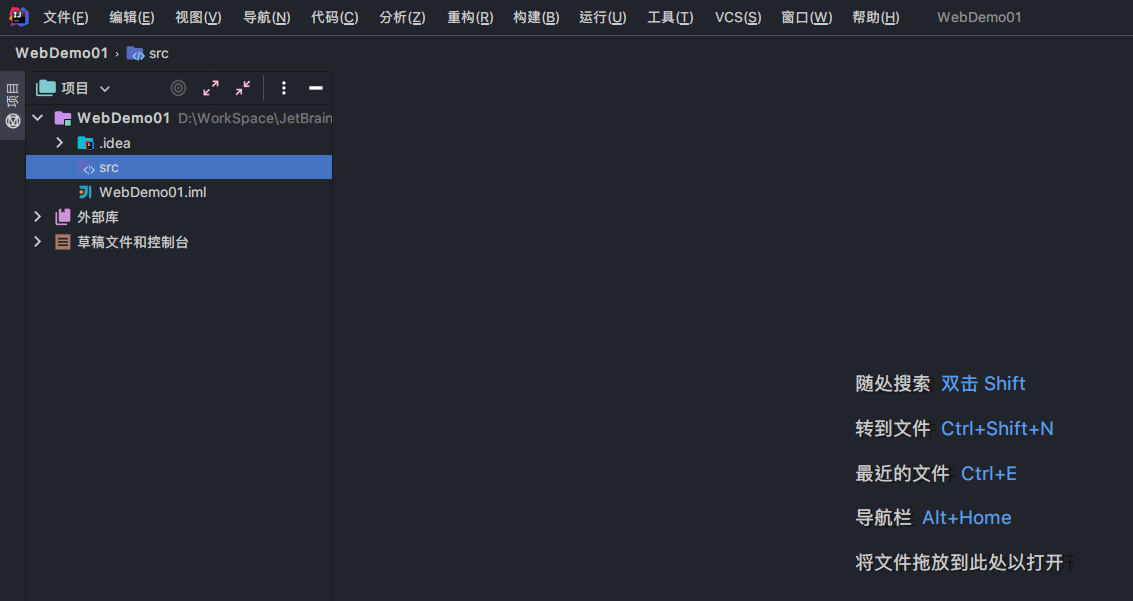 文件(F) 编辑(E) 视图(V) 导航(N) 代码(C) 分析(Z) 重构(R) 构建(B) 运行(U) 工具(T) VCS(S) 窗口(W) 帮助(H) WebDemo01
WebDemo01 › src
项目
项目
WebDemo01 D:\WorkSpace\JetBrain
.idea
src
WebDemo01.iml
外部库
草稿文件和控制台
随处搜索 双击 Shift
转到文件 Ctrl+Shift+N
最近的文件 Ctrl+E
导航栏 Alt+Home
将文件拖放到此处以打开